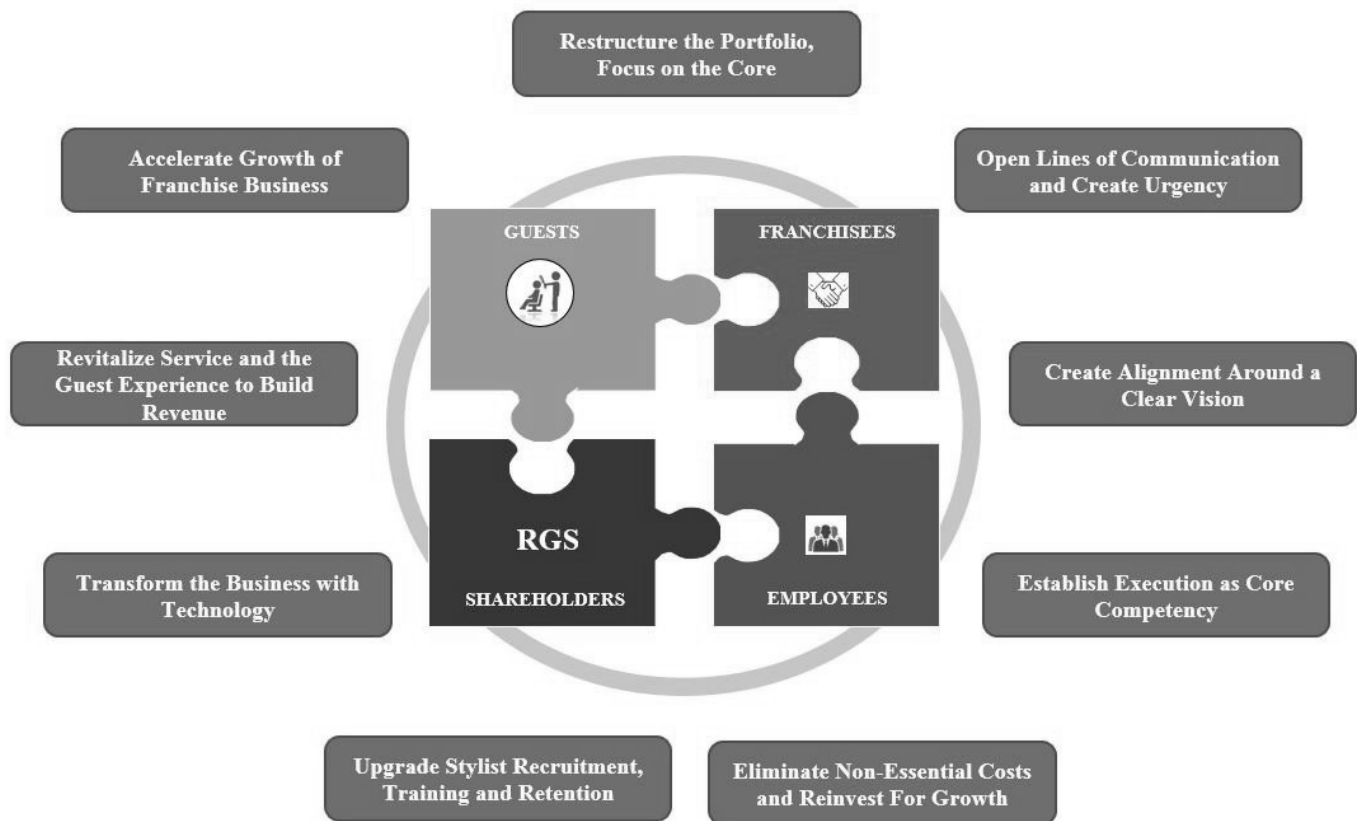 Restructure the Portfolio,
Focus on the Core
Accelerate Growth of
Franchise Business
Open Lines of Communication
and Create Urgency
GUESTS
FRANCHISEES
Revitalize Service and the
Guest Experience to Build
Revenue
Create Alignment Around a
Clear Vision
RGS
SHAREHOLDERS
EMPLOYEES
Transform the Business with
Technology
Establish Execution as Core
Competency
Upgrade Stylist Recruitment,
Training and Retention
Eliminate Non-Essential Costs
and Reinvest For Growth